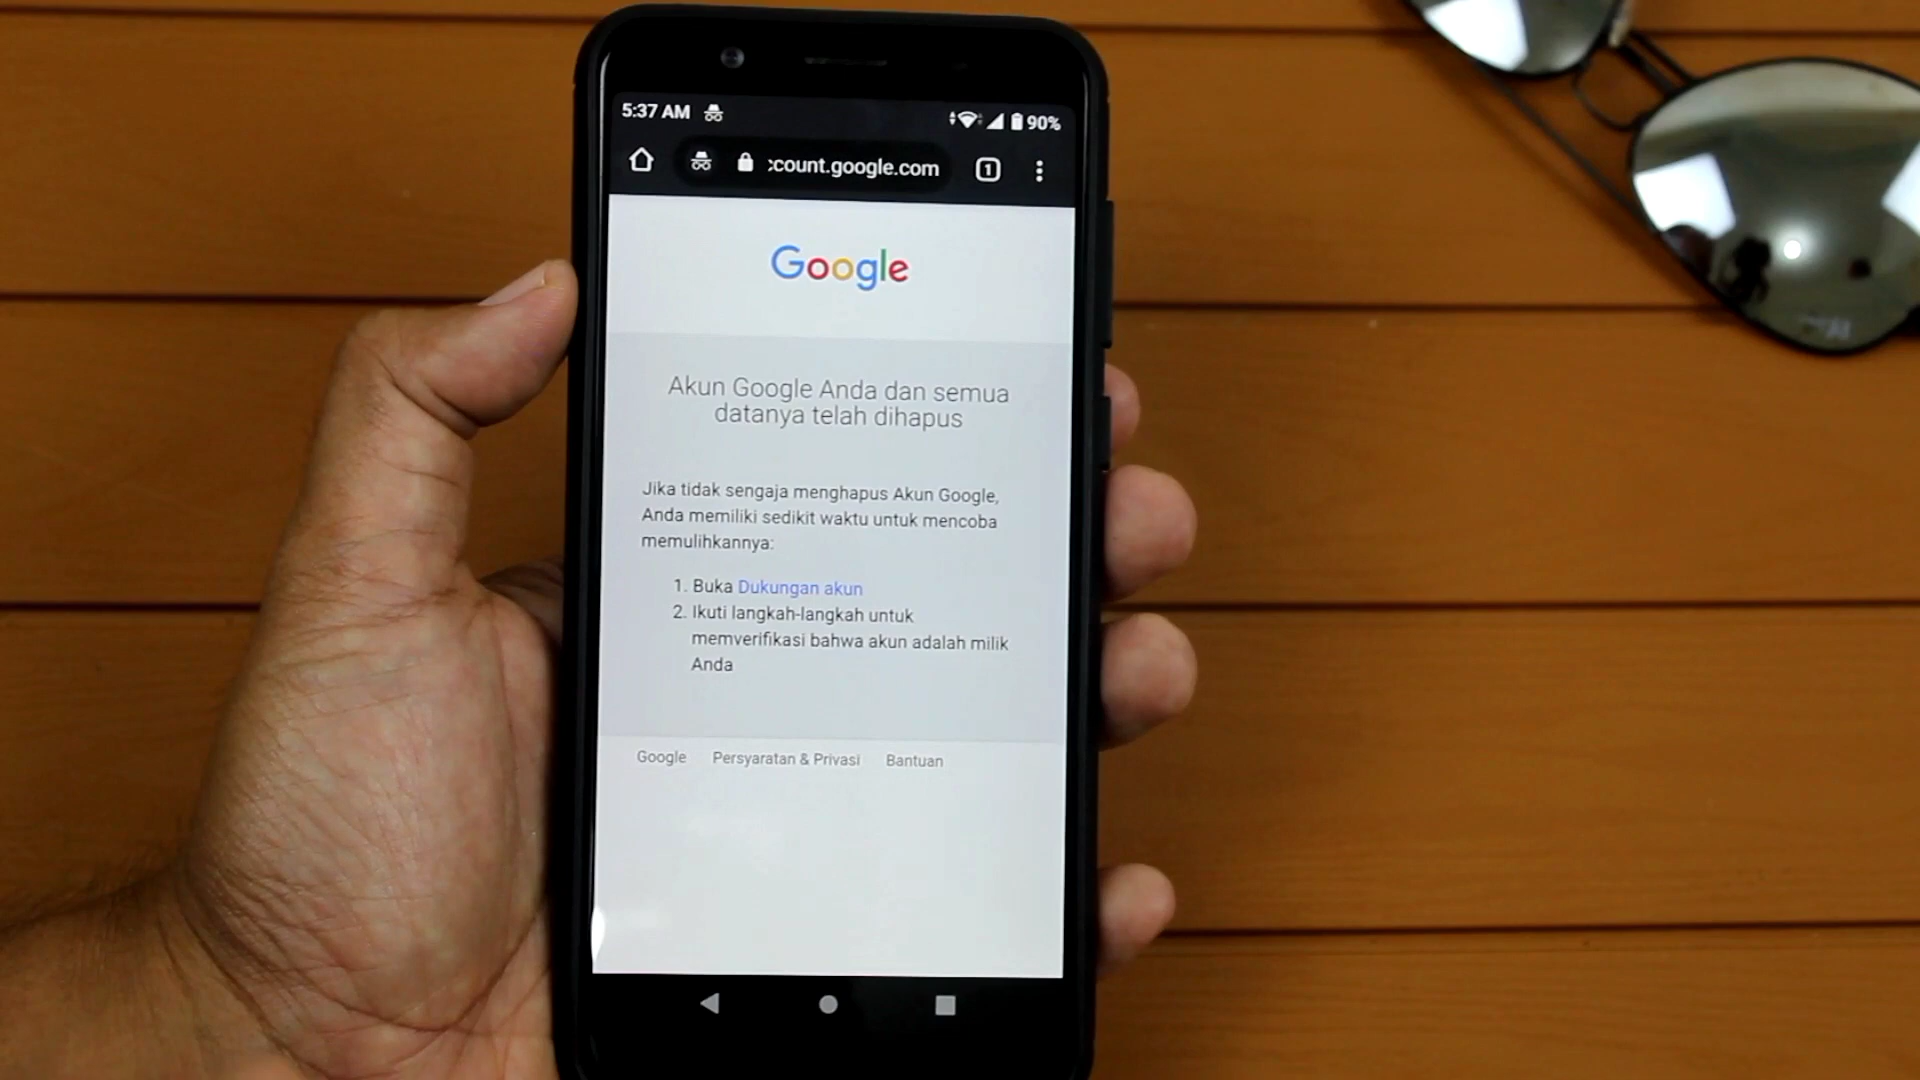 5:37 AM 90%
count.google.com 1
Google
Akun Google Anda dan semua
datanya telah dihapus
Jika tidak sengaja menghapus Akun Google,
Anda memiliki sedikit waktu untuk mencoba
memulihkannya:
1. Buka Dukungan akun
2. Ikuti langkah-langkah untuk
memverifikasi bahwa akun adalah milik
Anda
Google Persyaratan & Privasi Bantuan